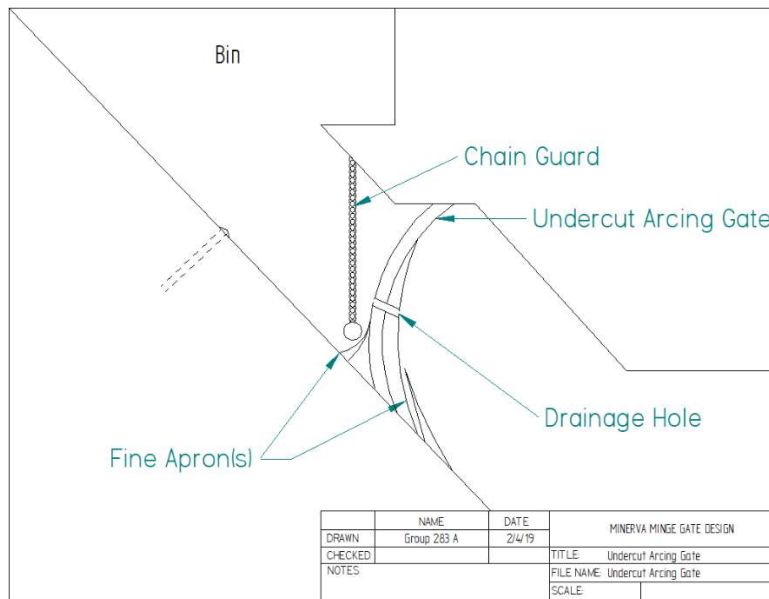 Bin
Chain Guard
Undercut Arcing Gate
Drainage Hole
Fine Apron(s)
NAME DATE MINERVA MINGE GATE DESIGN
DRAWN Group 283 A 2/4/19
CHECKED TITLE: Undercut Arcing Gate
NOTES FILE NAME: Undercut Arcing Gate
SCALE: